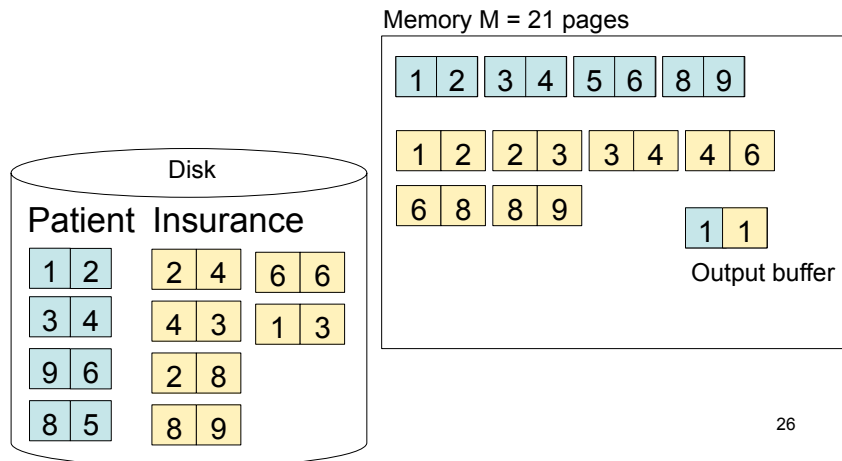 Memory M = 21 pages
1 2 3 4 5 6 8 9
1 2 2 3 3 4 4 6
6 8 8 9
1 1
Output buffer
Disk
Patient Insurance
1 2 2 4 6 6
3 4 4 3 1 3
9 6 2 8
8 5 8 9
26